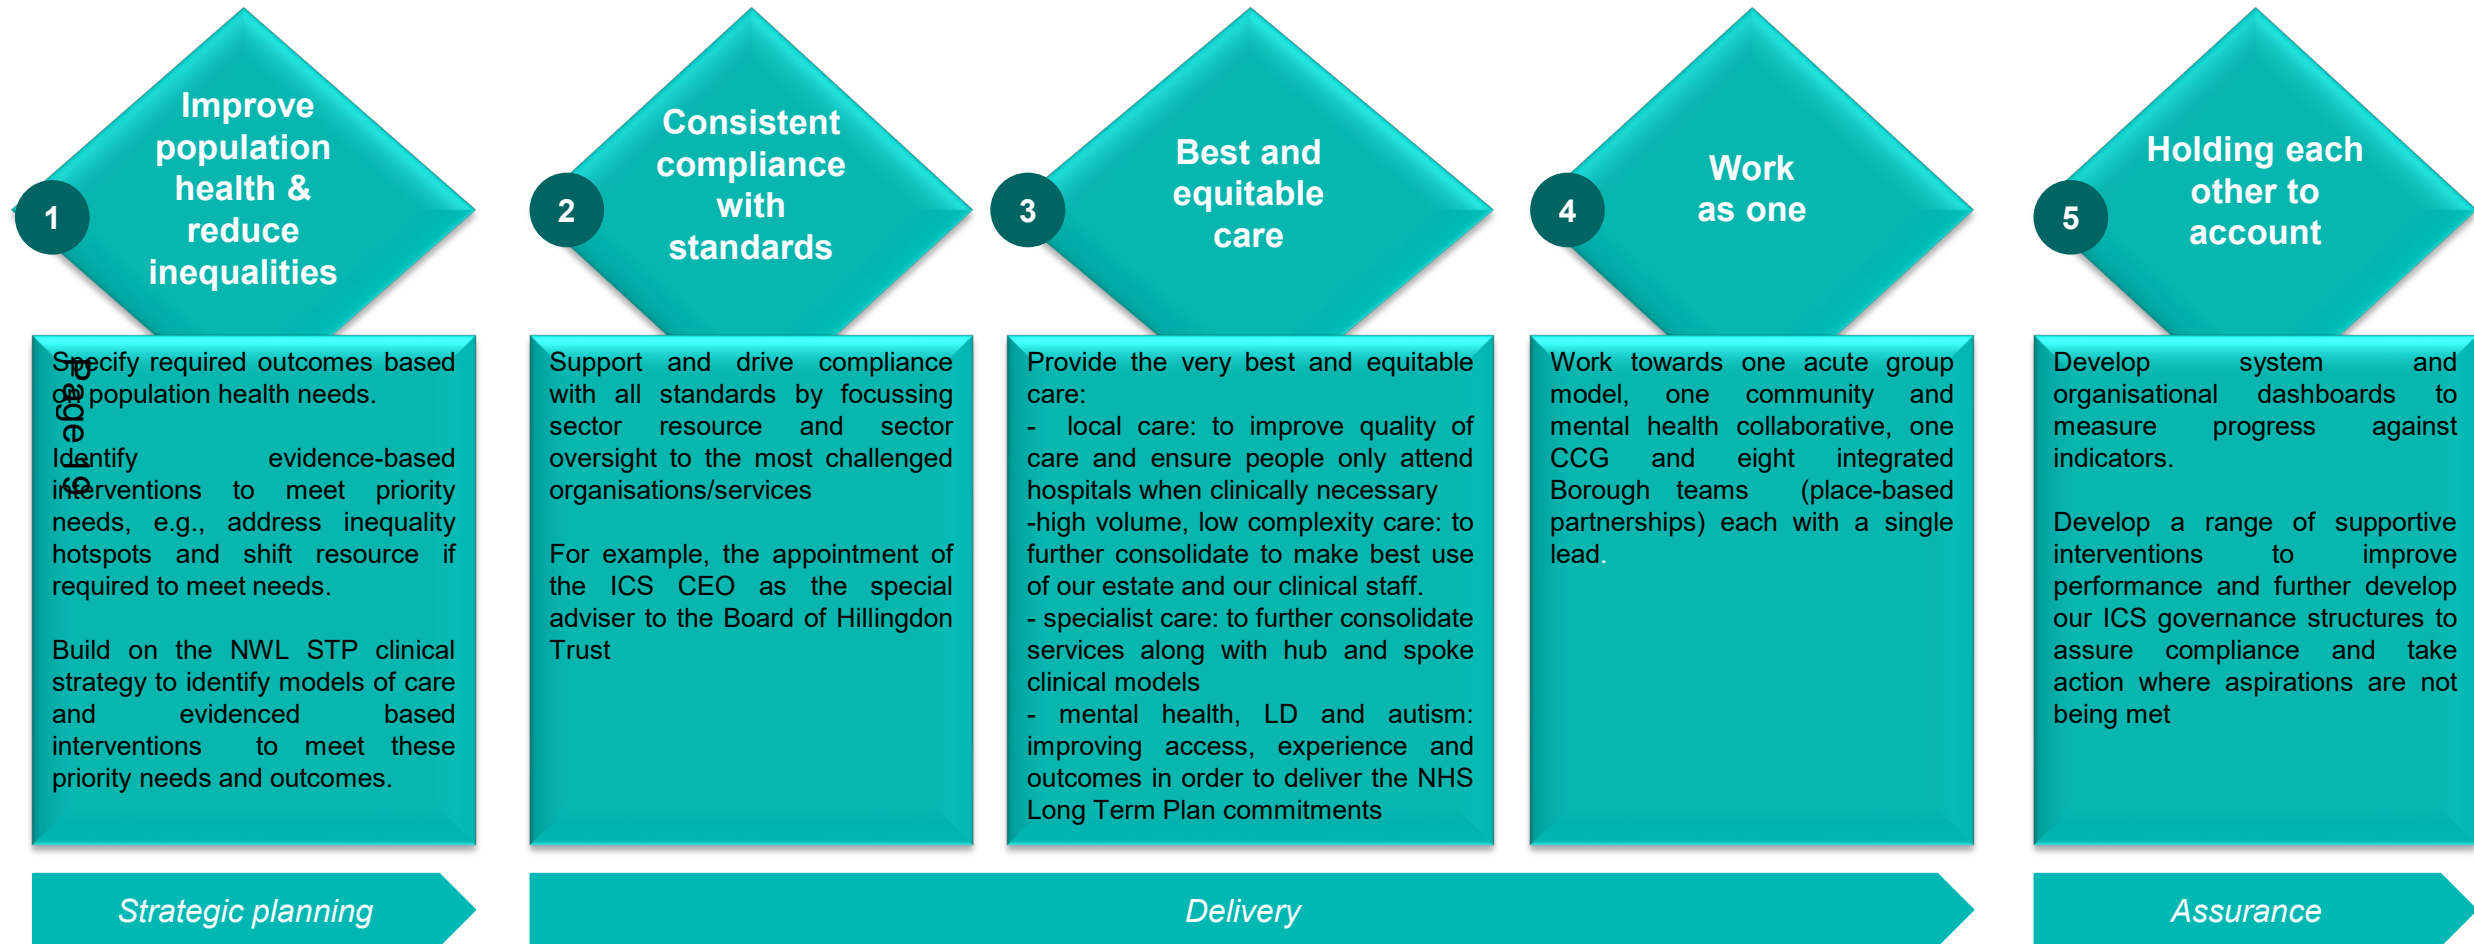 Improve
population
health &
reduce
inequalities
1
Specify required outcomes based
on population health needs.
Identify evidence-based
interventions to meet priority
needs, e.g., address inequality
hotspots and shift resource if
required to meet needs.
Build on the NWL STP clinical
strategy to identify models of care
and evidenced based
interventions to meet these
priority needs and outcomes.
Page 19
Consistent
compliance
with
standards
2
Support and drive compliance
with all standards by focussing
sector resource and sector
oversight to the most challenged
organisations/services
For example, the appointment of
the ICS CEO as the special
adviser to the Board of Hillingdon
Trust
Best and
equitable
care
3
Provide the very best and equitable
care:
- local care: to improve quality of
care and ensure people only attend
hospitals when clinically necessary
-high volume, low complexity care: to
further consolidate to make best use
of our estate and our clinical staff.
- specialist care: to further consolidate
services along with hub and spoke
clinical models
- mental health, LD and autism:
improving access, experience and
outcomes in order to deliver the NHS
Long Term Plan commitments
Work
as one
4
Work towards one acute group
model, one community and
mental health collaborative, one
CCG and eight integrated
Borough teams (place-based
partnerships) each with a single
lead.
Holding each
other to
account
5
Develop system and
organisational dashboards to
measure progress against
indicators.
Develop a range of supportive
interventions to improve
performance and further develop
our ICS governance structures to
assure compliance and take
action where aspirations are not
being met
Strategic planning
Delivery
Assurance